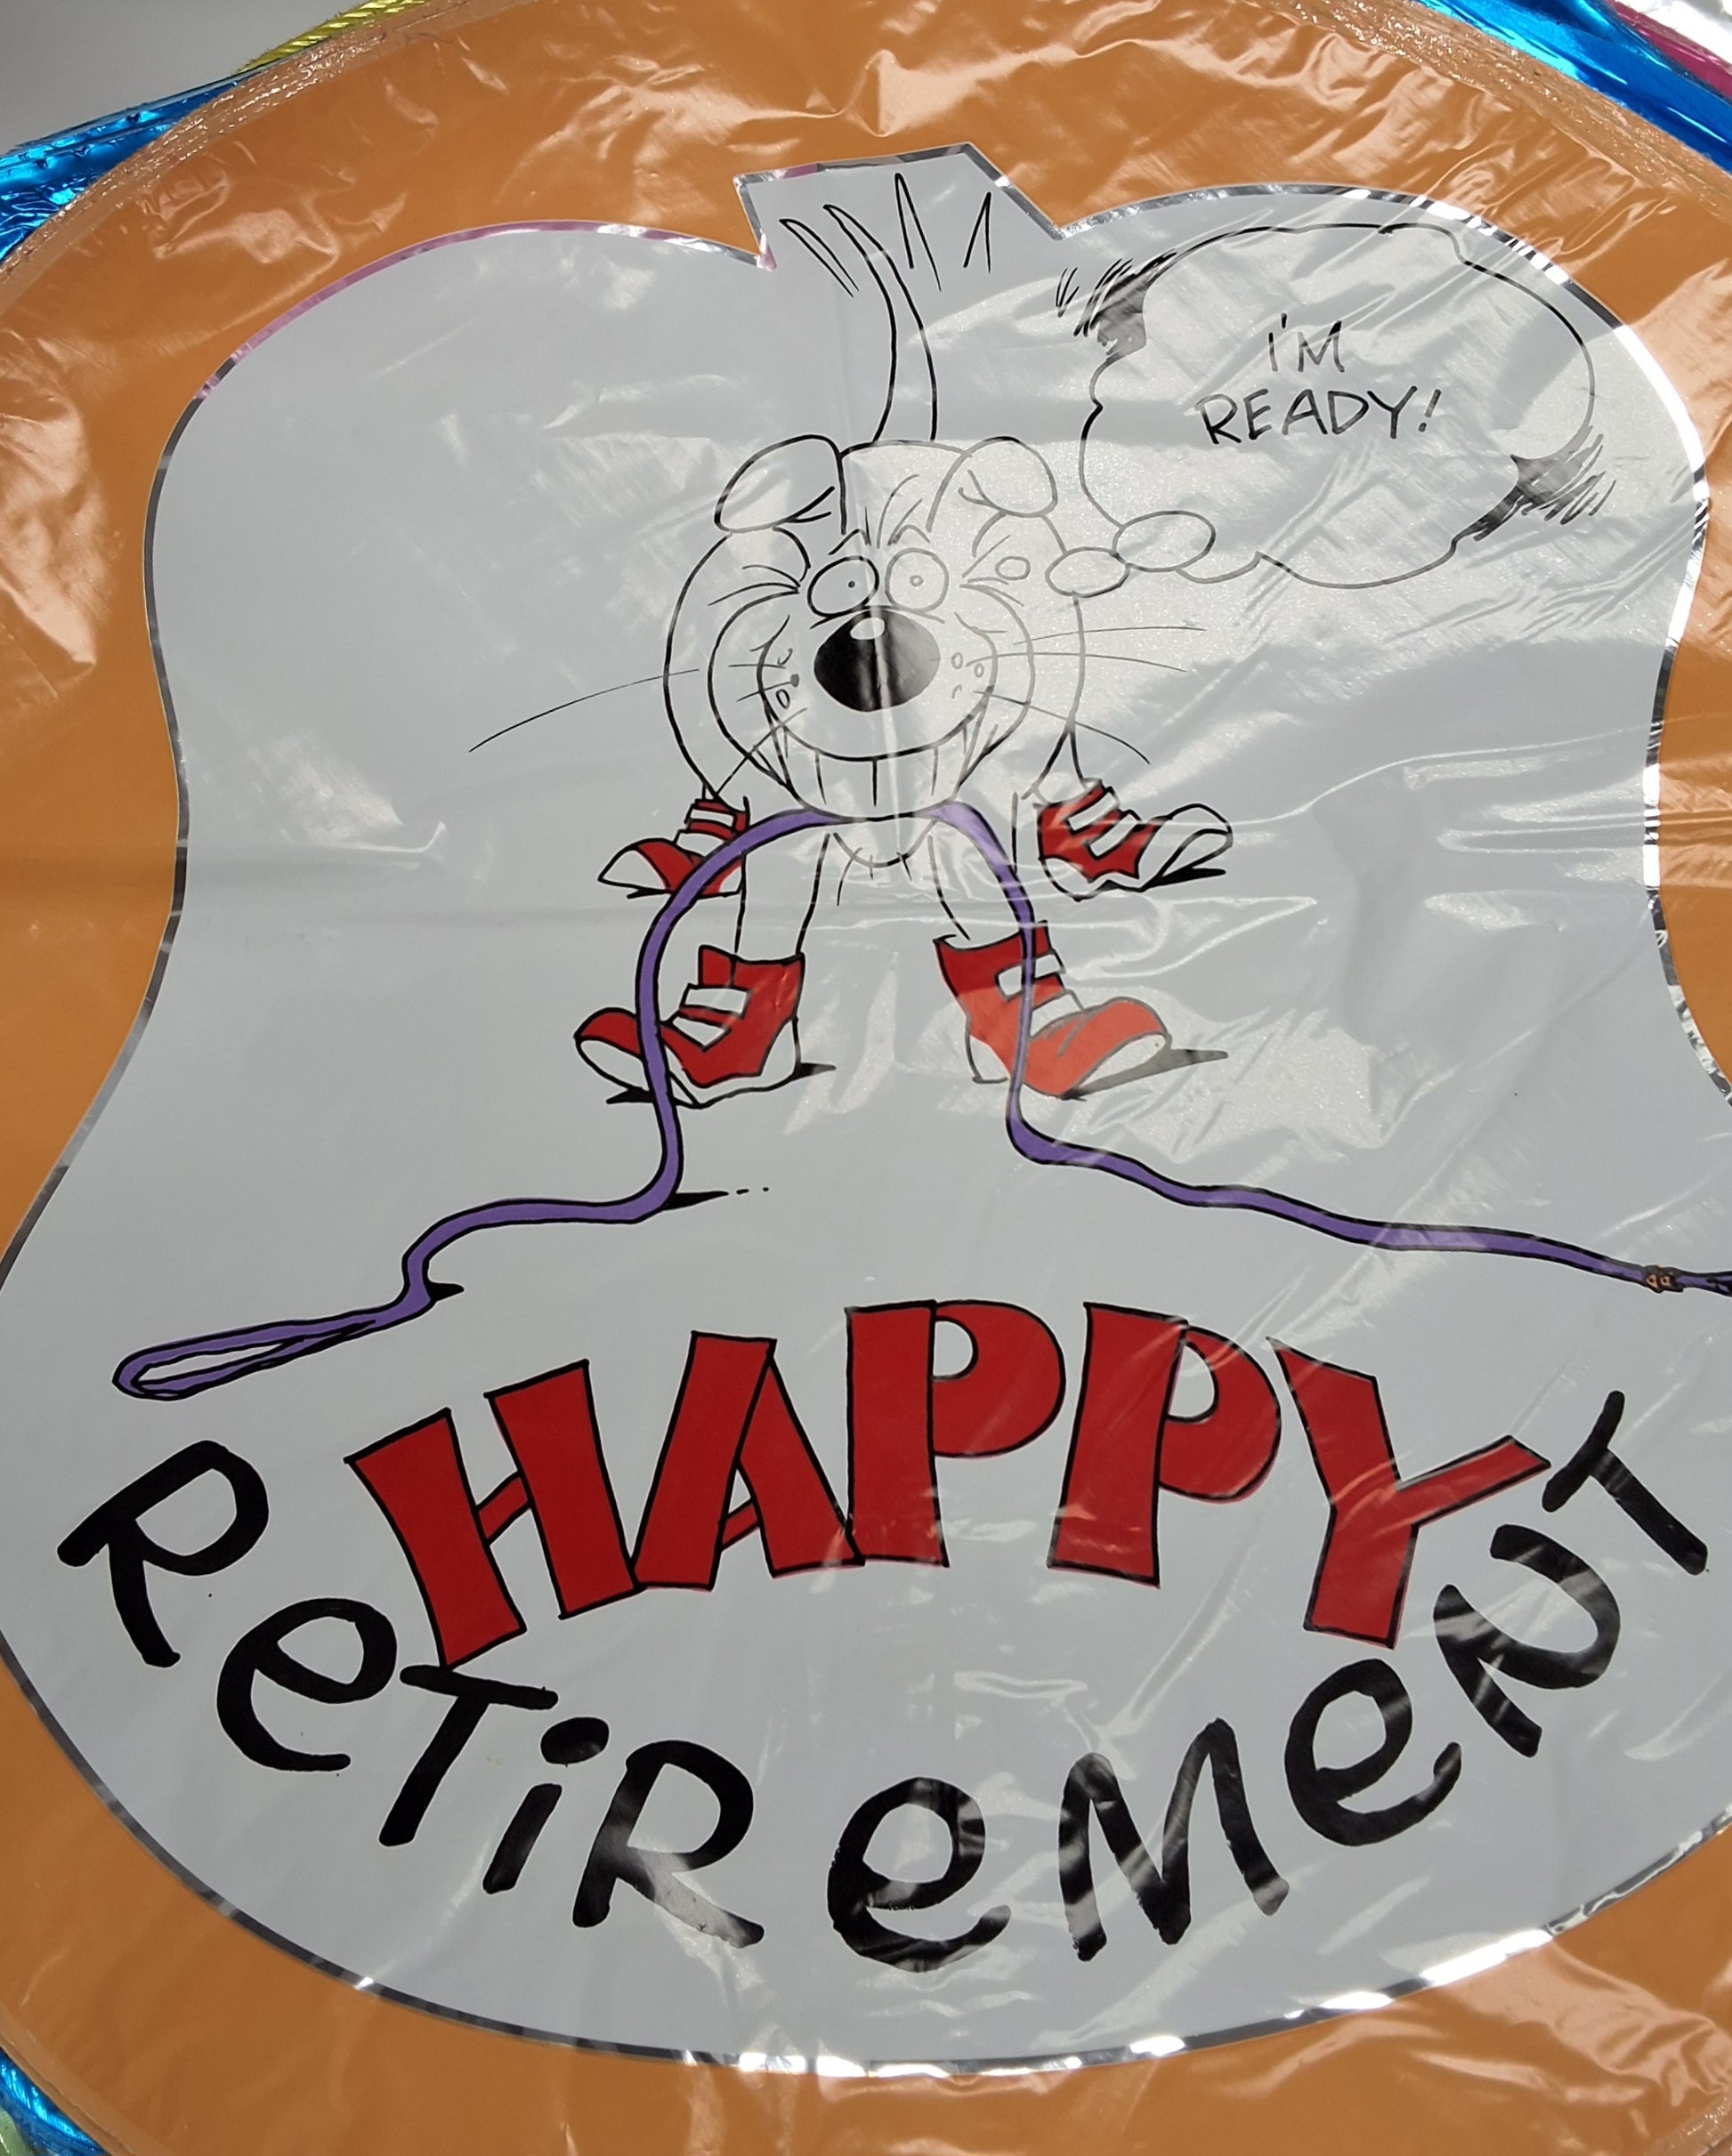 I'M
READY!
HAPPY
ReTiReMeNT